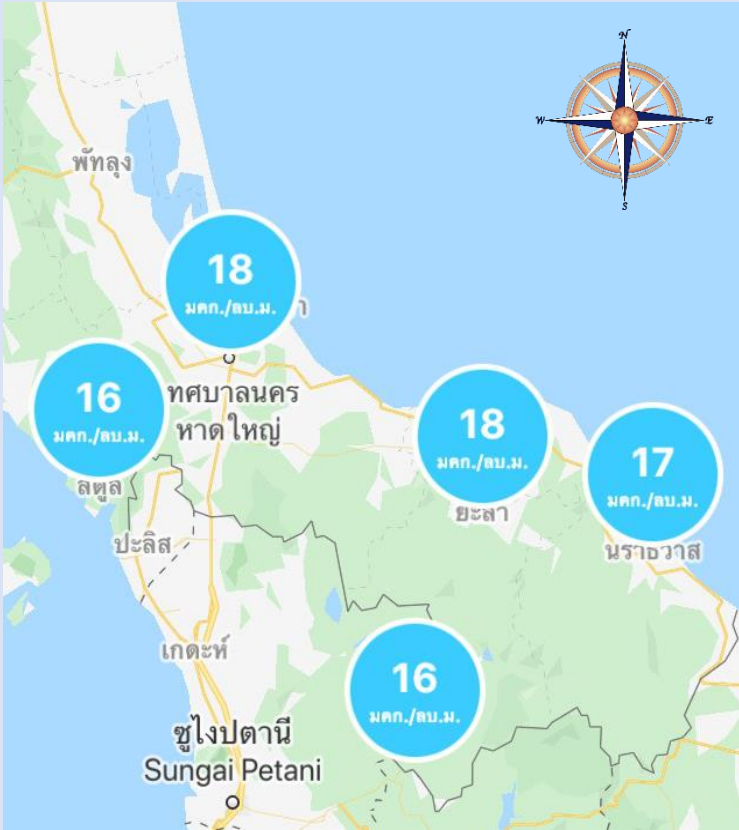 N
W E
S
พัทลุง
18
มคก./ลบ.ม.
า
16
มคก./ลบ.ม.
ทศบาลนคร
หาดใหญ่
18
มคก./ลบ.ม.
17
มคก./ลบ.ม.
สตูล
ยะลา
ปะลิส
นราธิวาส
เกดะห์
16
มคก./ลบ.ม.
ซูไงปตานี
Sungai Petani